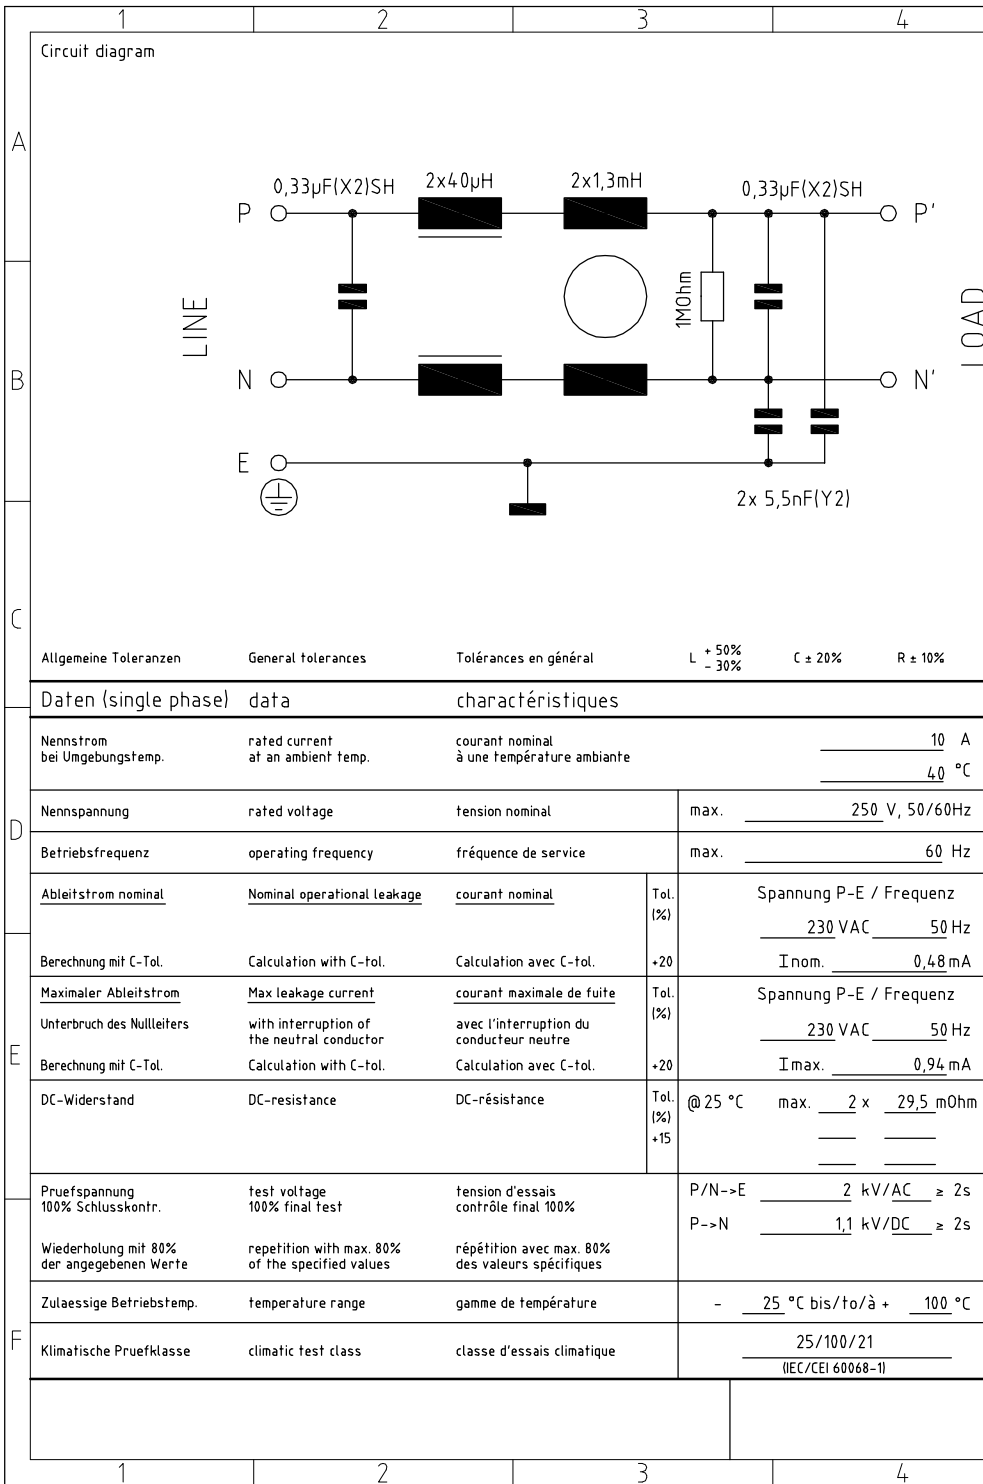 1 2 3 4
Circuit diagram
A
0,33µF(X2)SH 2x40µH 2x1,3mH 0,33µF(X2)SH
P P'
LINE
1MOhm
LOAD
B
N N'
E
2x 5,5nF(Y2)
C
Allgemeine Toleranzen General tolerances Tolérances en général L + 50% - 30% C ± 20% R ± 10%
Daten (single phase) data charactéristiques
Nennstrom rated current courant nominal 10 A
bei Umgebungstemp. at an ambient temp. à une température ambiante 40 °C
D
Nennspannung rated voltage tension nominal max. 250 V, 50/60Hz
Betriebsfrequenz operating frequency fréquence de service max. 60 Hz
Ableitstrom nominal Nominal operational leakage courant nominal Tol. Spannung P-E / Frequenz
(%) 230 VAC 50 Hz
Berechnung mit C-Tol. Calculation with C-tol. Calculation avec C-tol. +20 Inom. 0,48 mA
Maximaler Ableitstrom Max leakage current courant maximale de fuite Tol. Spannung P-E / Frequenz
(%)
Unterbruch des Nullleiters with interruption of avec l'interruption du 230 VAC 50 Hz
the neutral conductor conducteur neutre
E
Berechnung mit C-Tol. Calculation with C-tol. Calculation avec C-tol. +20 Imax. 0,94 mA
DC-Widerstand DC-resistance DC-résistance Tol. @ 25 °C max. 2 x 29,5 mOhm
(%)
+15
Pruefspannung test voltage tension d'essais P/N->E 2 kV/AC ≥ 2s
100% Schlusskontr. 100% final test contrôle final 100%
P->N 1,1 kV/DC ≥ 2s
Wiederholung mit 80% repetition with max. 80% répétition avec max. 80%
der angegebenen Werte of the specified values des valeurs spécifiques
Zulaessige Betriebstemp. temperature range gamme de température - 25 °C bis/to/à + 100 °C
F
Klimatische Pruefklasse climatic test class classe d'essais climatique 25/100/21
(IEC/CEI 60068-1)
1 2 3 4